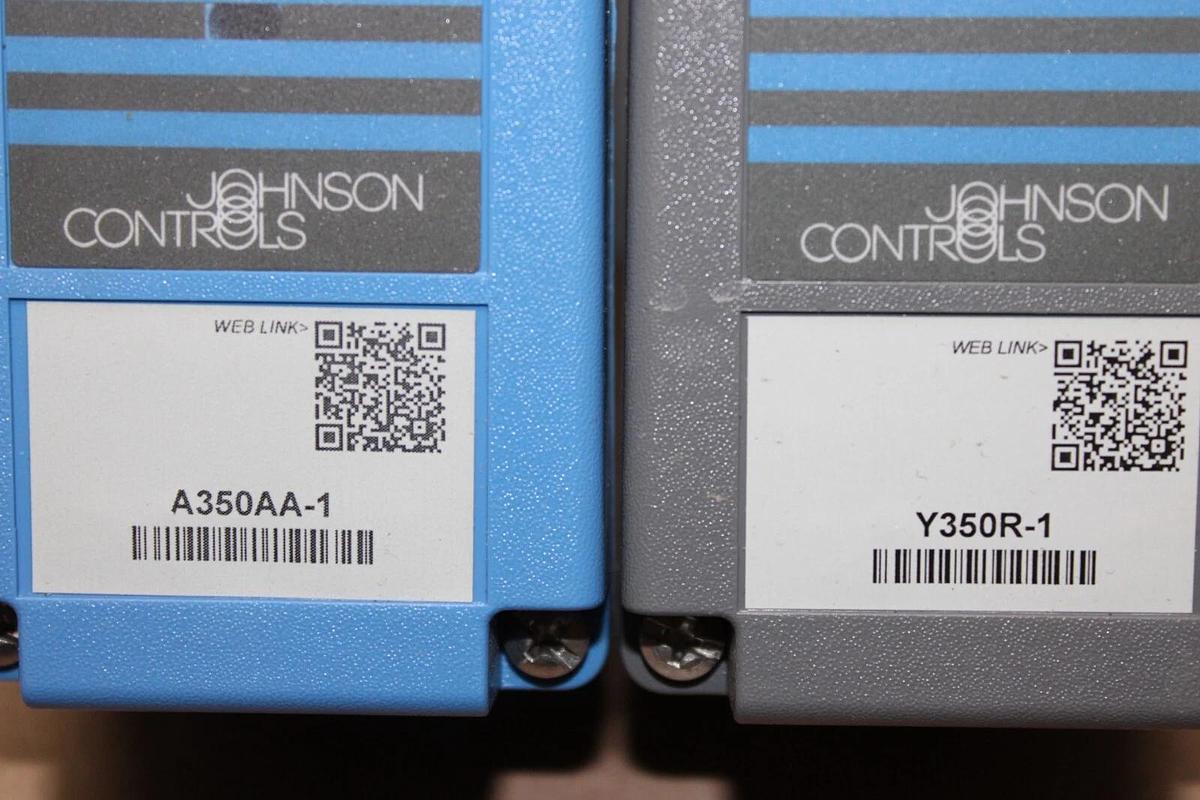 JOHNSON
CONTROLS
WEB LINK>
A350AA-1
JOHNSON
CONTROLS
WEB LINK>
Y350R-1